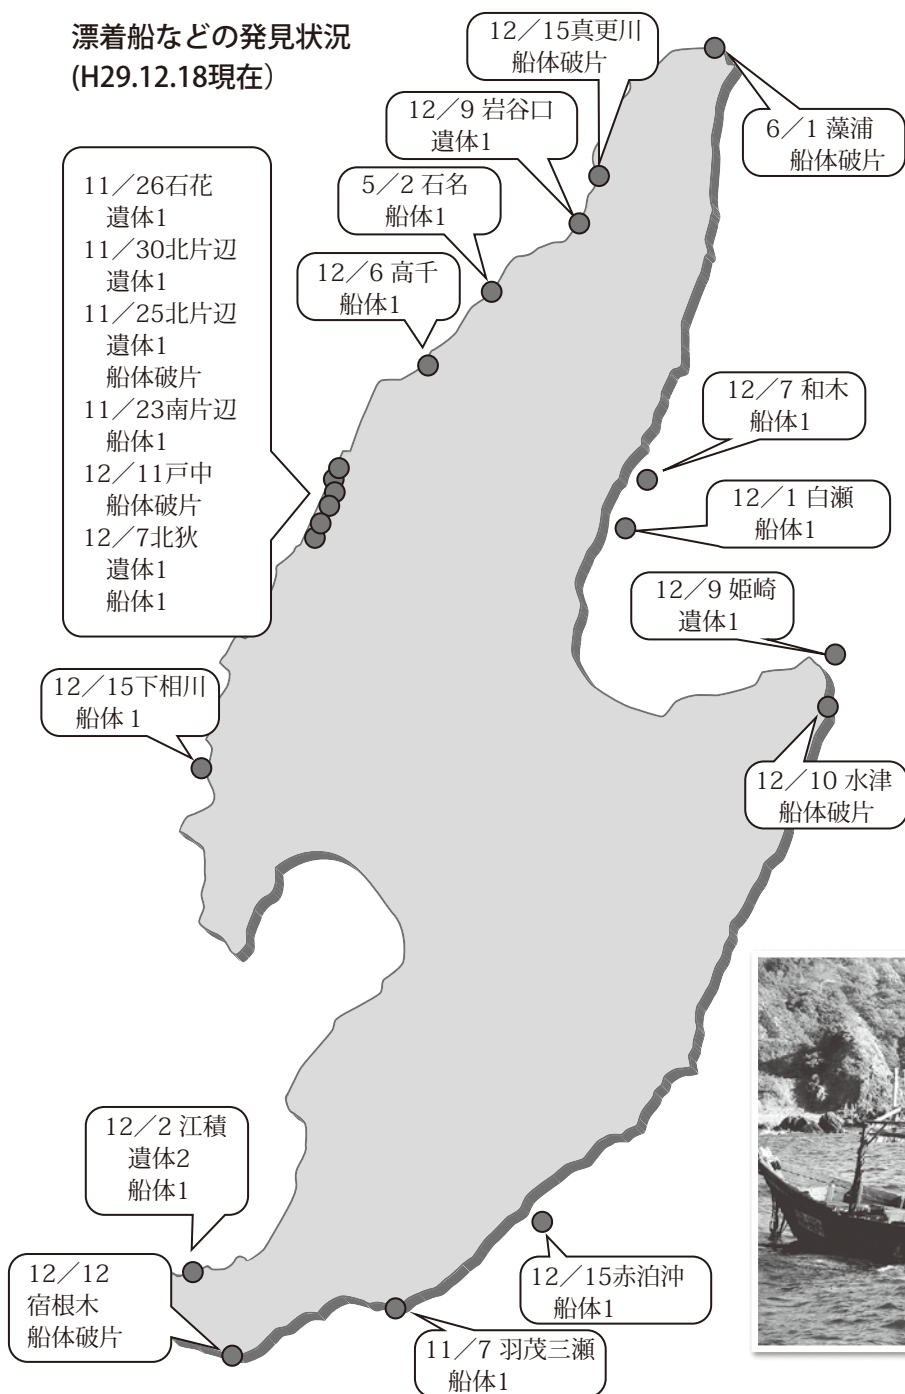 漂着船などの発見状況
(H29.12.18現在)
12／15真更川
船体破片
6／1 藻浦
船体破片
12／9 岩谷口
遺体1
5／2 石名
船体1
12／6 高千
船体1
11／26石花
遺体1
11／30北片辺
遺体1
11／25北片辺
遺体1
船体破片
11／23南片辺
船体1
12／11戸中
船体破片
12／7北狄
遺体1
船体1
12／7 和木
船体1
12／1 白瀬
船体1
12／9 姫崎
遺体1
12／15下相川
船体 1
12／10 水津
船体破片
12／2 江積
遺体2
船体1
12／12
宿根木
船体破片
12／15赤泊沖
船体1
11／7 羽茂三瀬
船体1